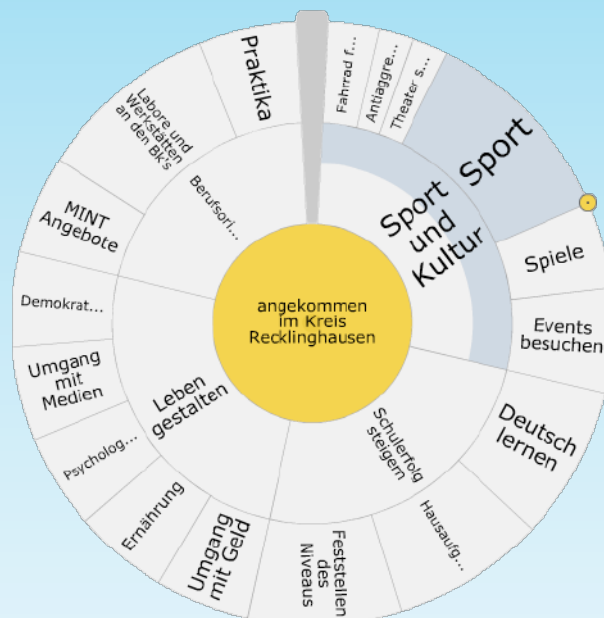 angekommen
im Kreis
Recklinghausen
Sport
und
Kultur
Fahrrad f...
Antiaggre...
Theater s...
Sport
Spiele
Events
besuchen
Schulerfolg
steigern
Deutsch
lernen
Hausaufg...
Feststellen
des
Niveaus
Leben
gestalten
Umgang
mit Geld
Ernährung
Psycholog...
Umgang
mit
Medien
Demokrat...
Berufsori...
MINT
Angebote
Labore und
Werkstätten
an den Bk's
Praktika